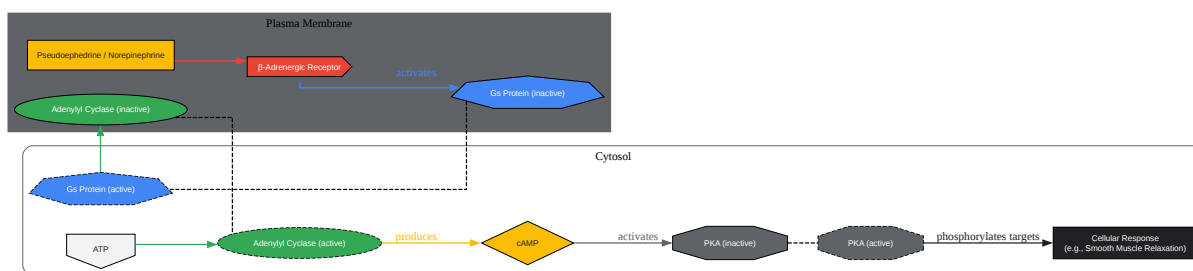 Plasma Membrane
Pseudoephedrine / Norepinephrine
β-Adrenergic Receptor
activates
Gs Protein (inactive)
Adenylyl Cyclase (inactive)
Cytosol
Gs Protein (active)
ATP
Adenylyl Cyclase (active)
produces
cAMP
activates
PKA (inactive)
PKA (active)
phosphorylates targets
Cellular Response
(e.g., Smooth Muscle Relaxation)